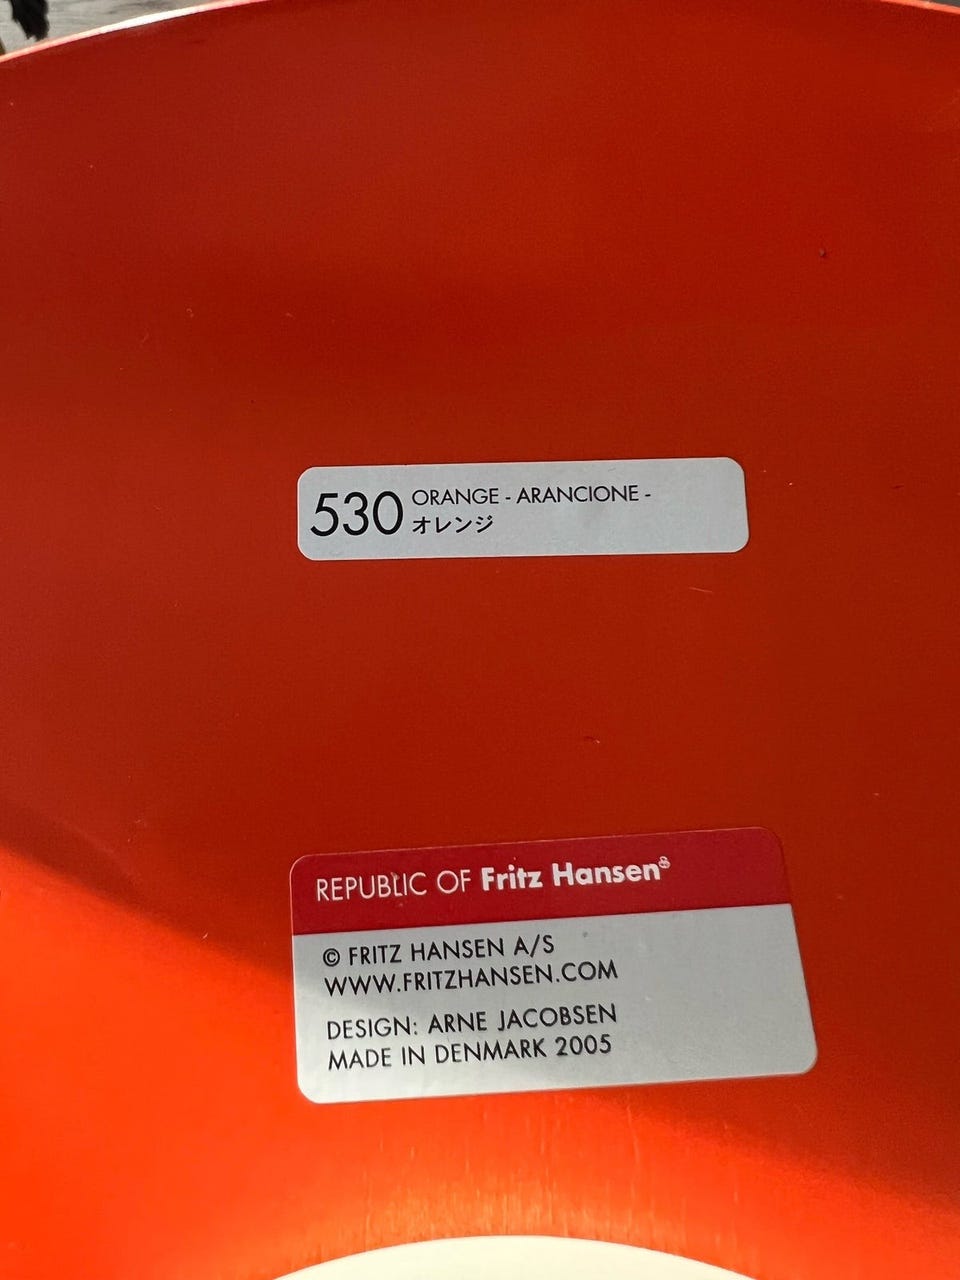 530 ORANGE - ARANCIONE -
オレンジ
REPUBLIC OF Fritz Hansen®
© FRITZ HANSEN A/S
WWW.FRITZHANSEN.COM
DESIGN: ARNE JACOBSEN
MADE IN DENMARK 2005